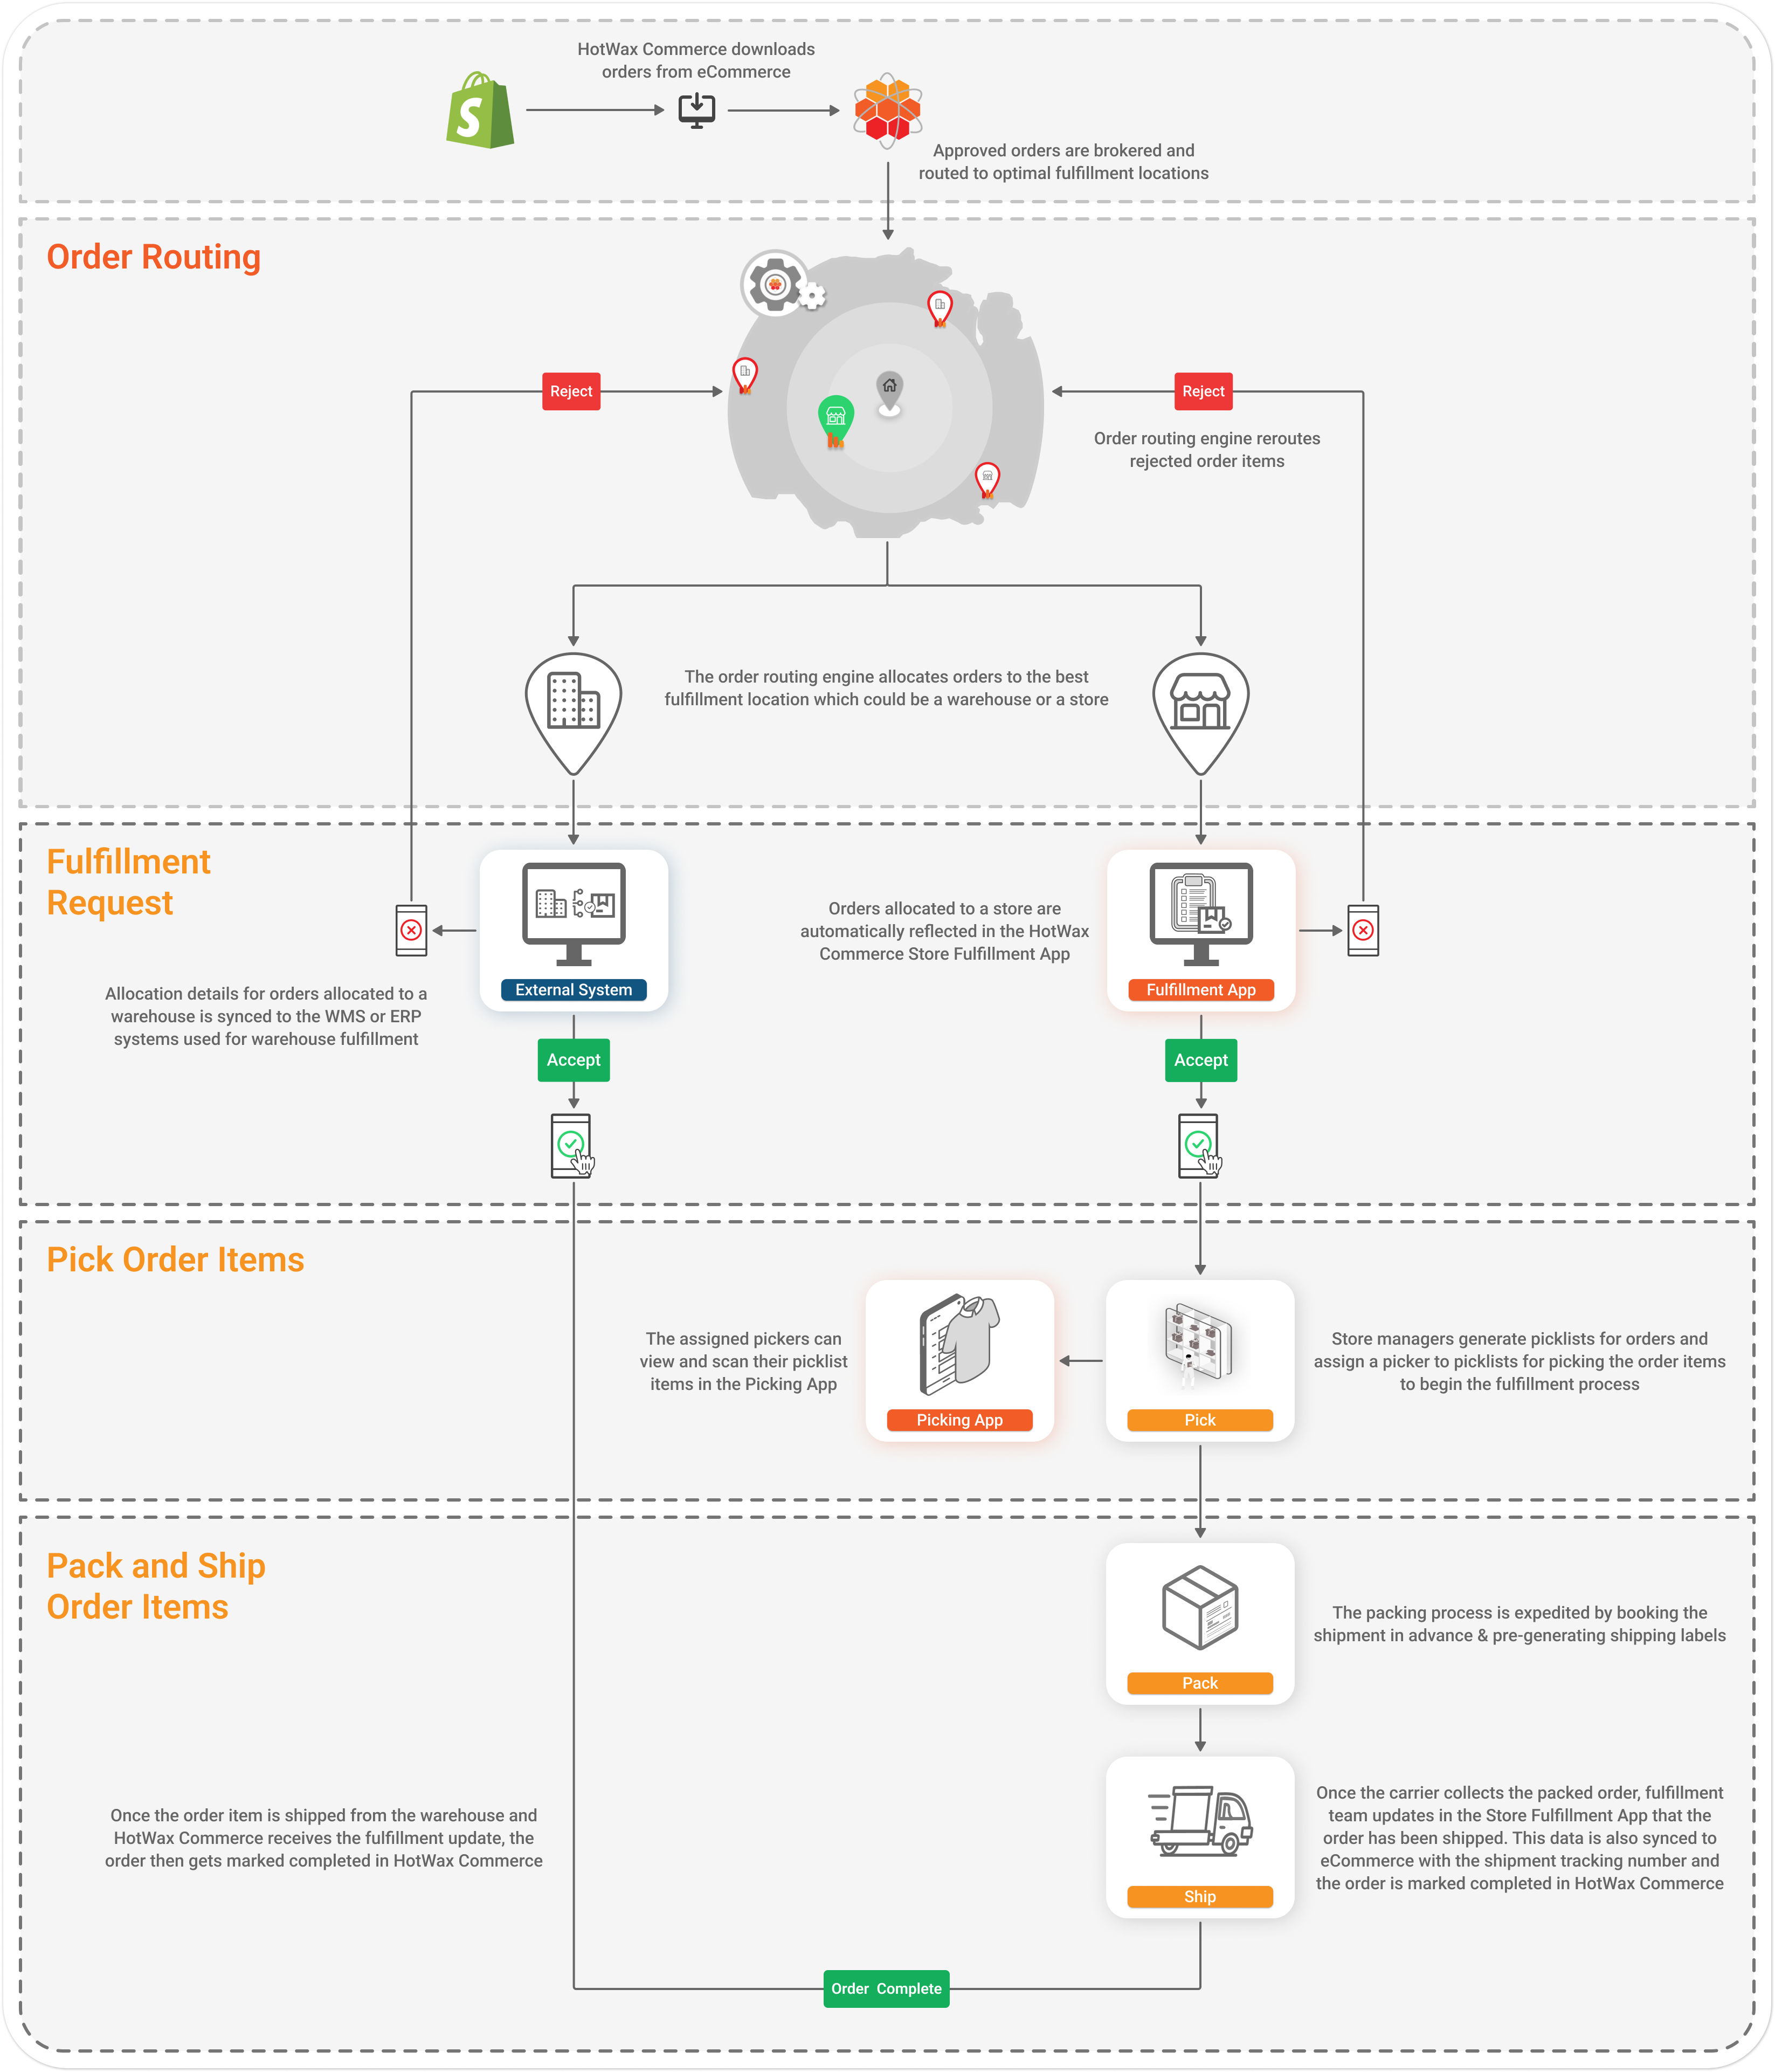 HotWax Commerce downloads
orders from eCommerce
S
Approved orders are brokered and
routed to optimal fulfillment locations
Order Routing
Reject
Reject
Order routing engine reroutes
rejected order items
The order routing engine allocates orders to the best
fulfillment location which could be a warehouse or a store
Fulfillment
Request
Orders allocated to a store are
automatically reflected in the HotWax
Commerce Store Fulfillment App
External System
Fulfillment App
Allocation details for orders allocated to a
warehouse is synced to the WMS or ERP
systems used for warehouse fulfillment
Accept
Accept
Pick Order Items
The assigned pickers can
view and scan their picklist
items in the Picking App
Picking App
Pick
Store managers generate picklists for orders and
assign a picker to picklists for picking the order items
to begin the fulfillment process
Pack and Ship
Order Items
The packing process is expedited by booking the
shipment in advance & pre-generating shipping labels
Pack
Once the order item is shipped from the warehouse and
HotWax Commerce receives the fulfillment update, the
order then gets marked completed in HotWax Commerce
Once the carrier collects the packed order, fulfillment
team updates in the Store Fulfillment App that the
order has been shipped. This data is also synced to
eCommerce with the shipment tracking number and
the order is marked completed in HotWax Commerce
Ship
Order Complete